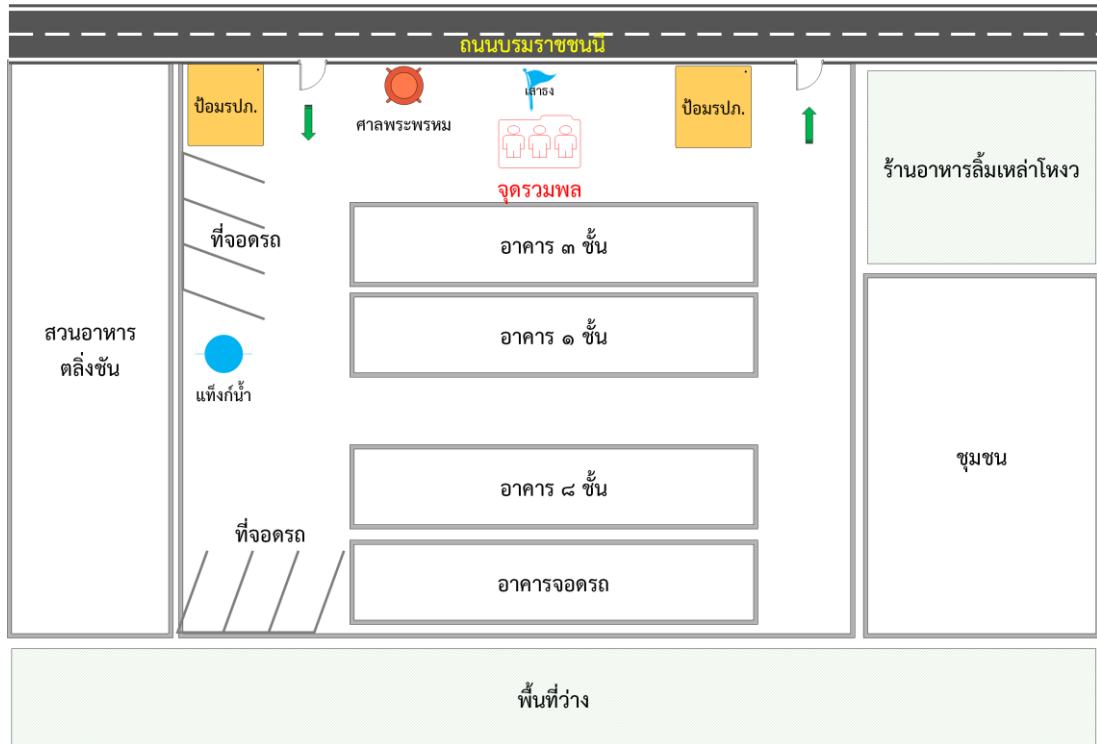 ถนนบรมราชชนนี
ป้อมรปภ.
ศาลพระพรหม
เสาธง
ป้อมรปภ.
จุดรวมพล
ร้านอาหารลิ้มเหล่าโหงว
ที่จอดรถ
อาคาร ๓ ชั้น
สวนอาหาร
ตลิ่งชัน
อาคาร ๑ ชั้น
แท็งก์น้ำ
ชุมชน
อาคาร ๘ ชั้น
ที่จอดรถ
อาคารจอดรถ
พื้นที่ว่าง